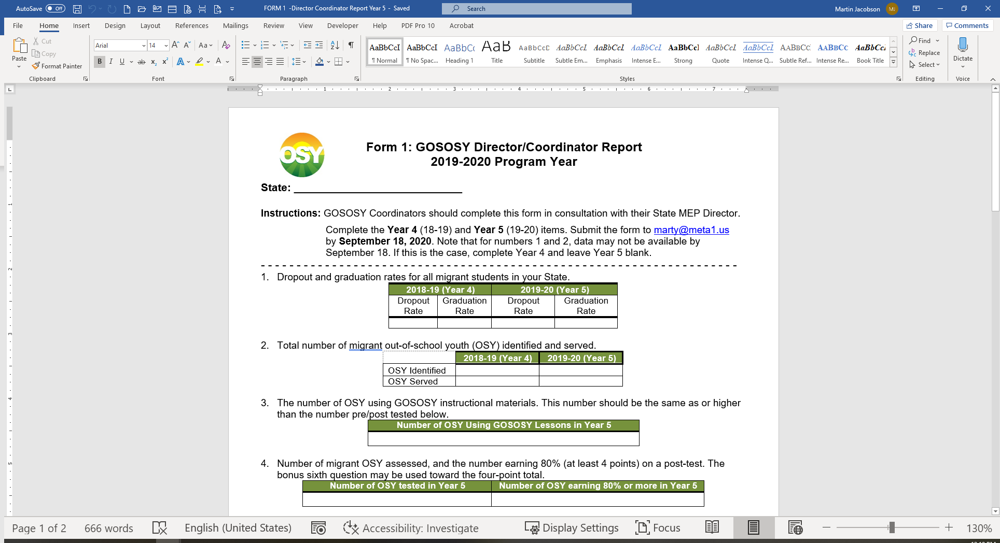 AutoSave Off FORM 1 -Director Coordinator Report Year 5 - Saved Search Martin Jacobson MJ
File Home Insert Design Layout References Mailings Review View Developer Help PDF Pro 10 Acrobat Share Comments
Paste Cut Copy Format Painter Clipboard
Arial 14 Aa B I U ab x₂ x² A A Font
Paragraph
AaBbCcI AaBbCcI AaBbCc AaB AaBbCcD AaBbCcI AaBbCcI AaBbCcI AaBbCcI AaBbCcI AaBbCcI AABBCC AABBCC AaBbCcI
¶ Normal ¶ No Spac... Heading 1 Title Subtitle Subtle Em... Emphasis Intense E... Strong Quote Intense Q... Subtle Ref... Intense Re... Book Title
Styles
Find Replace Select Editing
Dictate Voice
1 2 3 4 5 6 7
OSY
Form 1: GOSOSY Director/Coordinator Report
2019-2020 Program Year
State: ______________________________
Instructions: GOSOSY Coordinators should complete this form in consultation with their State MEP Director.
Complete the Year 4 (18-19) and Year 5 (19-20) items. Submit the form to marty@meta1.us
by September 18, 2020. Note that for numbers 1 and 2, data may not be available by
September 18. If this is the case, complete Year 4 and leave Year 5 blank.
1. Dropout and graduation rates for all migrant students in your State.
2018-19 (Year 4) 2019-20 (Year 5)
Dropout Graduation Dropout Graduation
Rate Rate Rate Rate
2. Total number of migrant out-of-school youth (OSY) identified and served.
2018-19 (Year 4) 2019-20 (Year 5)
OSY Identified
OSY Served
3. The number of OSY using GOSOSY instructional materials. This number should be the same as or higher
than the number pre/post tested below.
Number of OSY Using GOSOSY Lessons in Year 5
4. Number of migrant OSY assessed, and the number earning 80% (at least 4 points) on a post-test. The
bonus sixth question may be used toward the four-point total.
Number of OSY tested in Year 5 Number of OSY earning 80% or more in Year 5
Page 1 of 2 666 words English (United States) Accessibility: Investigate Display Settings Focus 130%